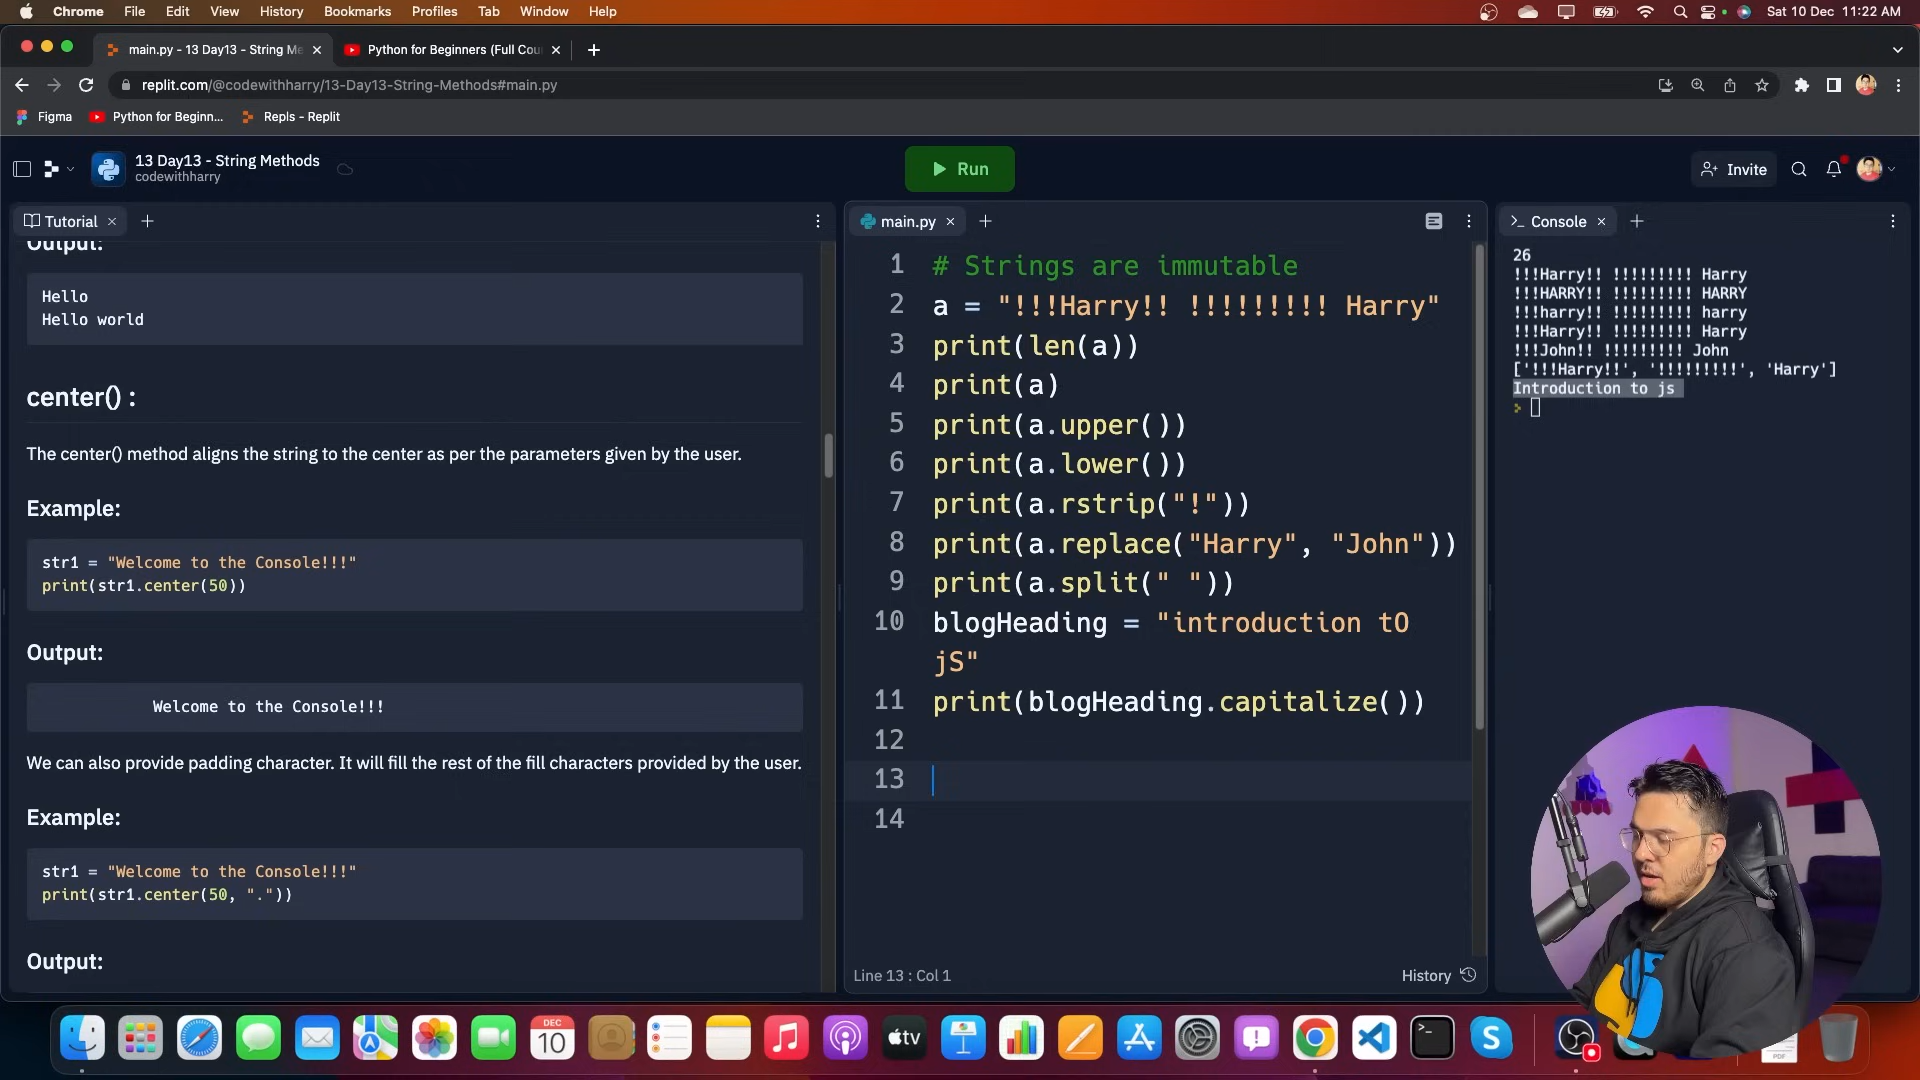 Chrome File Edit View History Bookmarks Profiles Tab Window Help Sat 10 Dec 11:22 AM
main.py - 13 Day13 - String Me Python for Beginners (Full Cou
replit.com/@codewithharry/13-Day13-String-Methods#main.py
Figma Python for Beginn... Repls - Replit
13 Day13 - String Methods
codewithharry
Run
Invite
Tutorial
Output:
Hello
Hello world
center() :
The center() method aligns the string to the center as per the parameters given by the user.
Example:
str1 = "Welcome to the Console!!!"
print(str1.center(50))
Output:
Welcome to the Console!!!
We can also provide padding character. It will fill the rest of the fill characters provided by the user.
Example:
str1 = "Welcome to the Console!!!"
print(str1.center(50, "."))
Output:
main.py
1 # Strings are immutable
2 a = "!!!Harry!! !!!!!!!!! Harry"
3 print(len(a))
4 print(a)
5 print(a.upper())
6 print(a.lower())
7 print(a.rstrip("!"))
8 print(a.replace("Harry", "John"))
9 print(a.split(" "))
10 blogHeading = "introduction tO
jS"
11 print(blogHeading.capitalize())
12
13
14
Line 13 : Col 1 History
>_ Console
26
!!!Harry!! !!!!!!!!! Harry
!!!HARRY!! !!!!!!!!! HARRY
!!!harry!! !!!!!!!!! harry
!!!Harry!! !!!!!!!!! Harry
!!!John!! !!!!!!!!! John
['!!!Harry!!', '!!!!!!!!!', 'Harry']
Introduction to js
DEC
10
tv
PDF